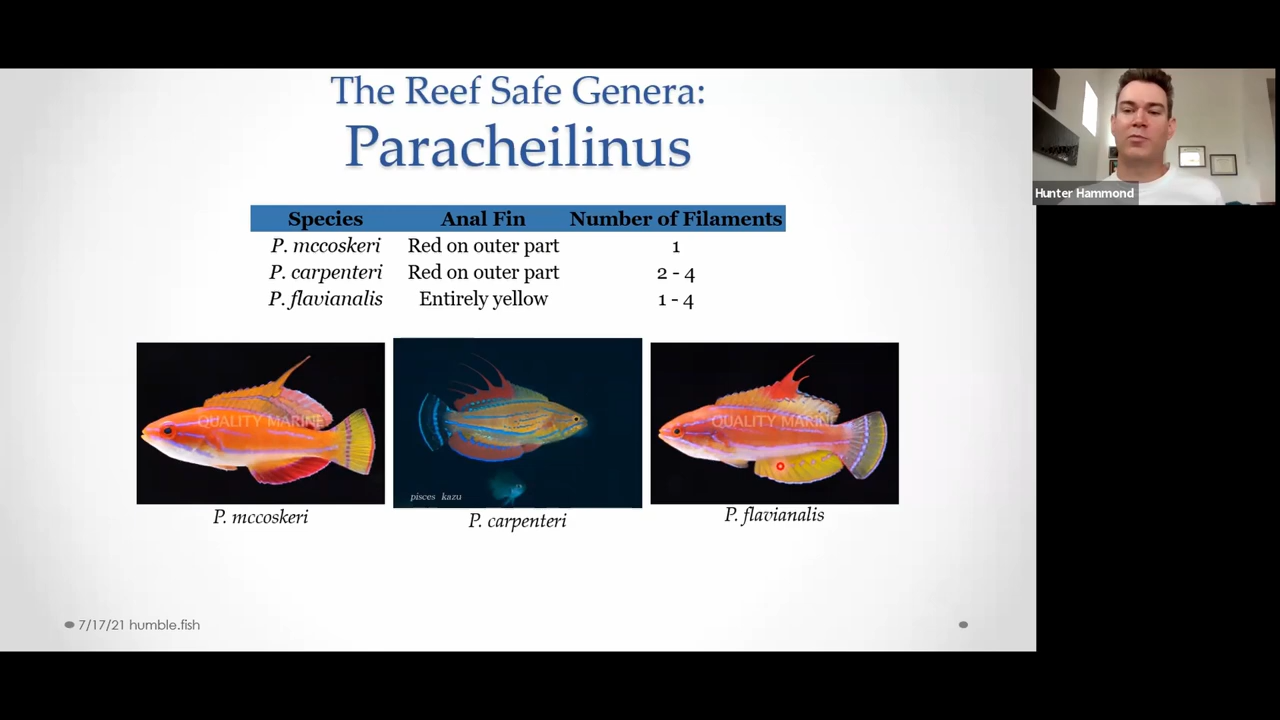 The Reef Safe Genera:
Paracheilinus
Hunter Hammond
Species Anal Fin Number of Filaments
P. mccoskeri Red on outer part 1
P. carpenteri Red on outer part 2 - 4
P. flavianalis Entirely yellow 1 - 4
QUALITY MARINE
QUALITY MARINE
pisces kazu
P. mccoskeri
P. carpenteri
P. flavianalis
7/17/21 humble.fish